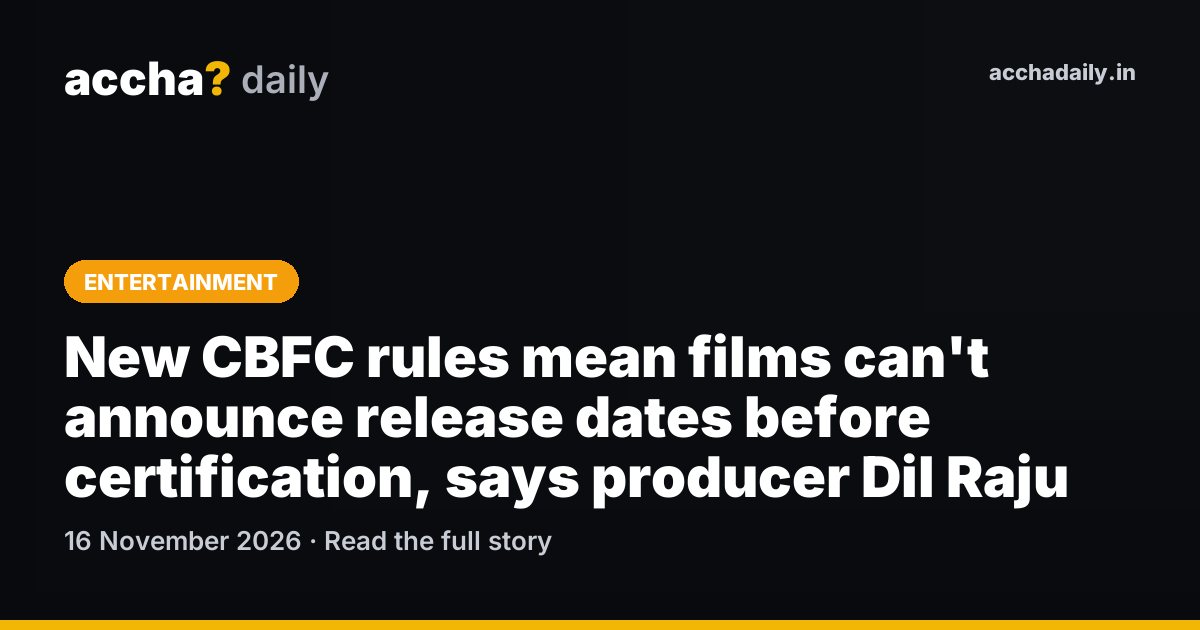 accha? daily
acchadaily.in
ENTERTAINMENT
New CBFC rules mean films can't
announce release dates before
certification, says producer Dil Raju
16 November 2026 · Read the full story